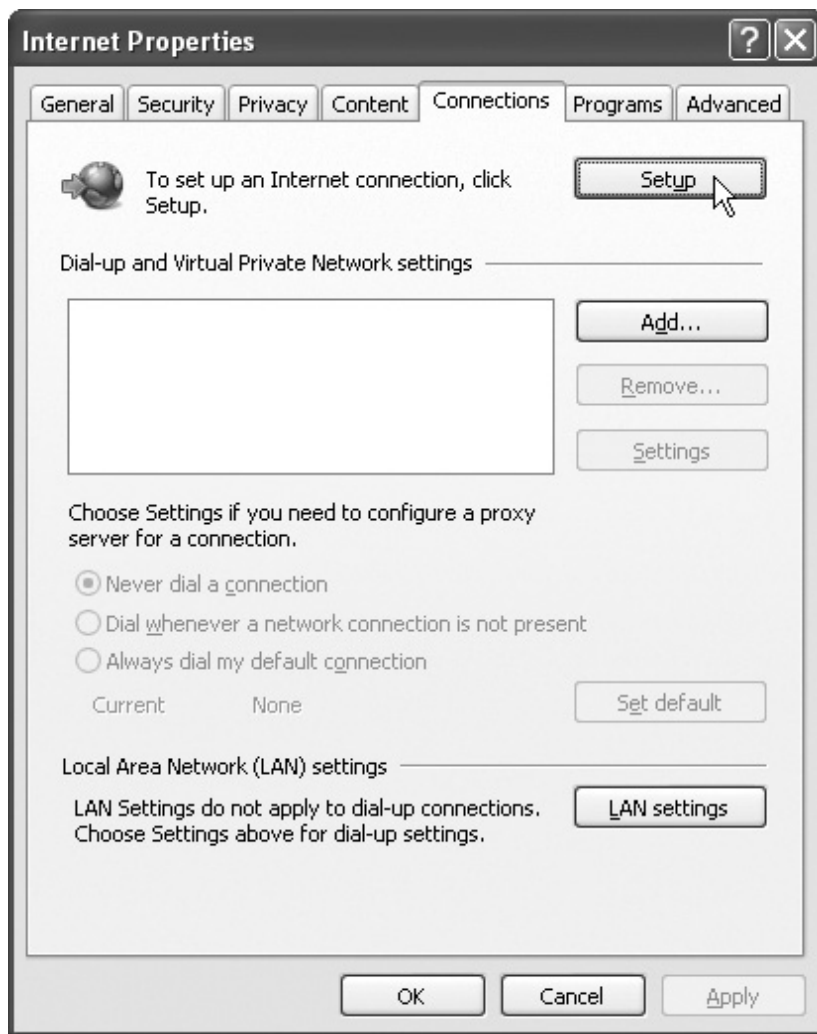 Internet Properties
General Security Privacy Content Connections Programs Advanced
To set up an Internet connection, click
Setup.
Setup
Dial-up and Virtual Private Network settings
Add...
Remove...
Settings
Choose Settings if you need to configure a proxy
server for a connection.
Never dial a connection
Dial whenever a network connection is not present
Always dial my default connection
Current None
Set default
Local Area Network (LAN) settings
LAN Settings do not apply to dial-up connections.
Choose Settings above for dial-up settings.
LAN settings
OK Cancel Apply